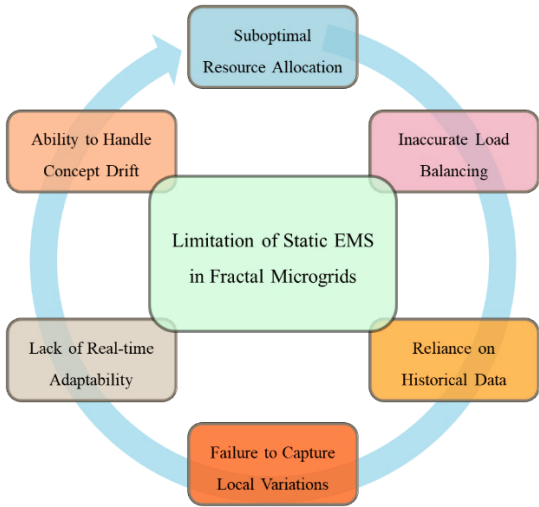 Suboptimal
Resource Allocation
Inaccurate Load
Balancing
Reliance on
Historical Data
Failure to Capture
Local Variations
Lack of Real-time
Adaptability
Ability to Handle
Concept Drift
Limitation of Static EMS
in Fractal Microgrids